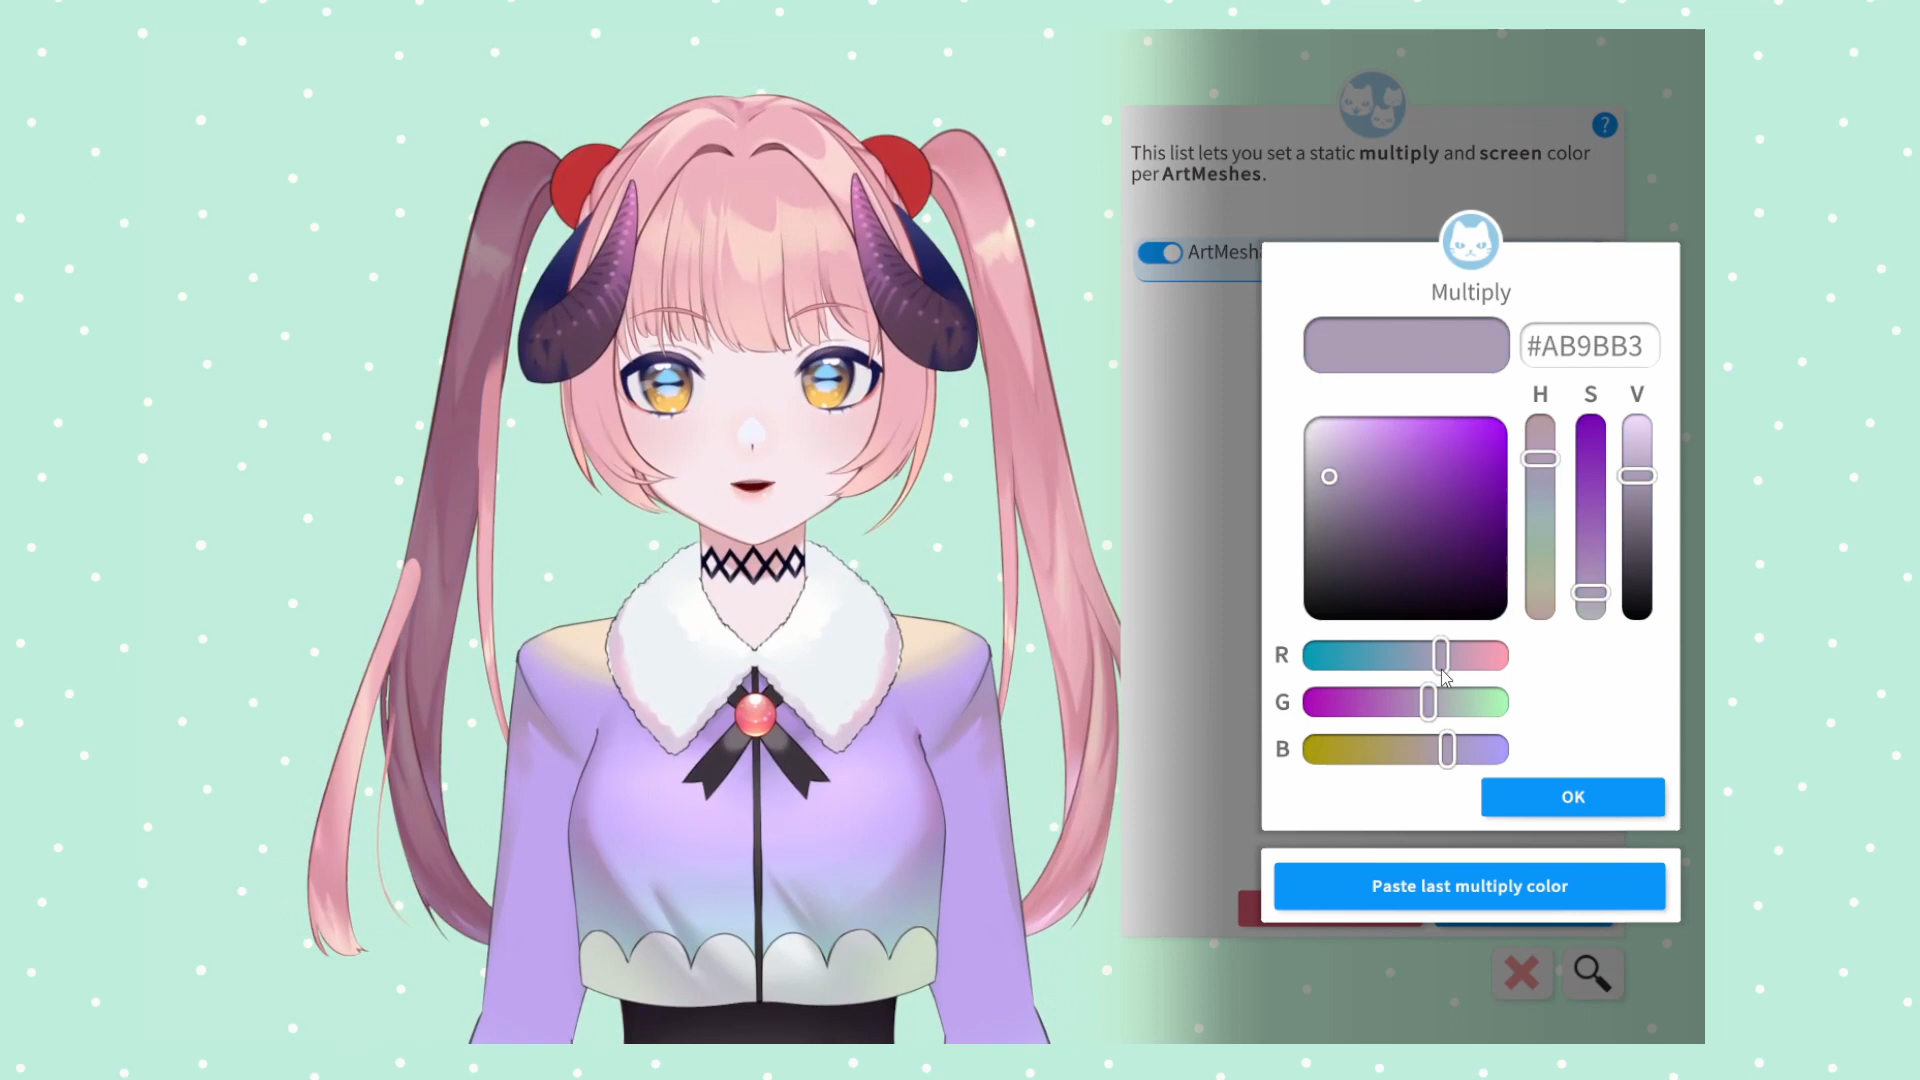 ?
This list lets you set a static multiply and screen color
per ArtMeshes.
Multiply
#AB9BB3
H S V
R
G
B
OK
Paste last multiply color